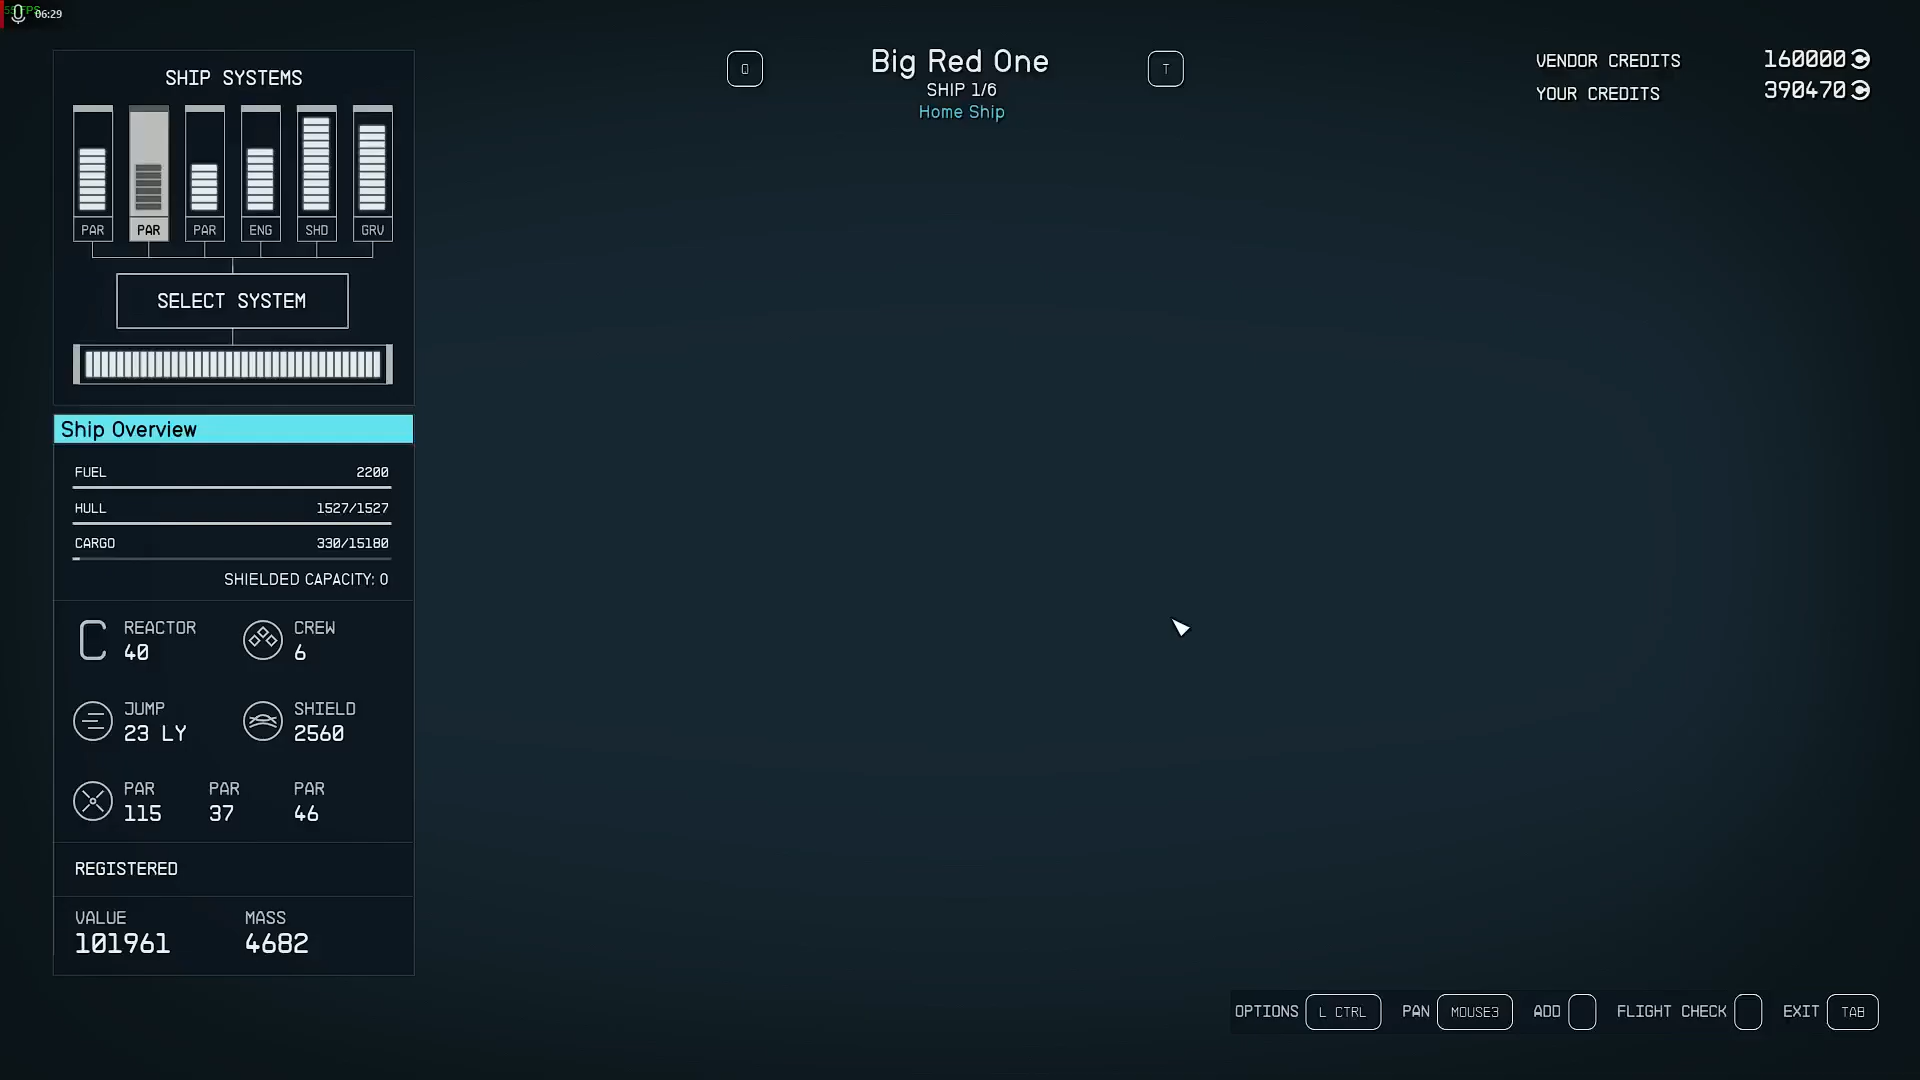 55 FPS
06:29
SHIP SYSTEMS
PAR PAR PAR ENG SHD GRV
SELECT SYSTEM
Ship Overview
FUEL 2200
HULL 1527/1527
CARGO 330/15180
SHIELDED CAPACITY: 0
C REACTOR 40
CREW 6
JUMP 23 LY
SHIELD 2560
PAR 115 PAR 37 PAR 46
REGISTERED
VALUE 101961
MASS 4682
Q Big Red One T
SHIP 1/6
Home Ship
VENDOR CREDITS 160000
YOUR CREDITS 390470
OPTIONS L CTRL PAN MOUSE3 ADD FLIGHT CHECK EXIT TAB